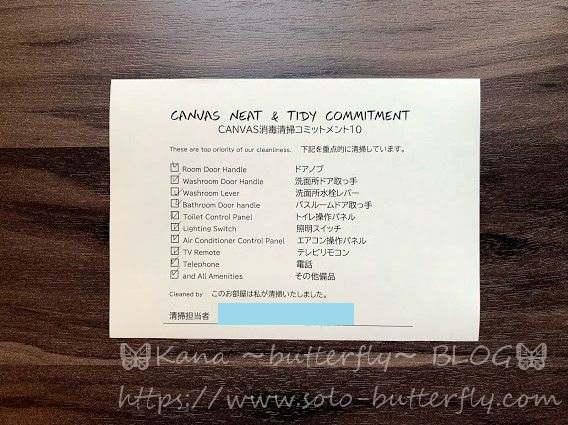 CANVAS NEAT & TIDY COMMITMENT
CANVAS消毒清掃コミットメント10
These are top priority of our cleanliness. 下記を重点的に清掃しています。
Room Door Handle ドアノブ
Washroom Door Handle 洗面所ドア取っ手
Washroom Lever 洗面所水栓レバー
Bathroom Door handle バスルームドア取っ手
Toilet Control Panel トイレ操作パネル
Lighting Switch 照明スイッチ
Air Conditioner Control Panel エアコン操作パネル
TV Remote テレビリモコン
Telephone 電話
and All Amenities その他備品
Cleaned by このお部屋は私が清掃いたしました。
清掃担当者
Kana ~butterfly~ BLOG
https://www.solo-butterfly.com